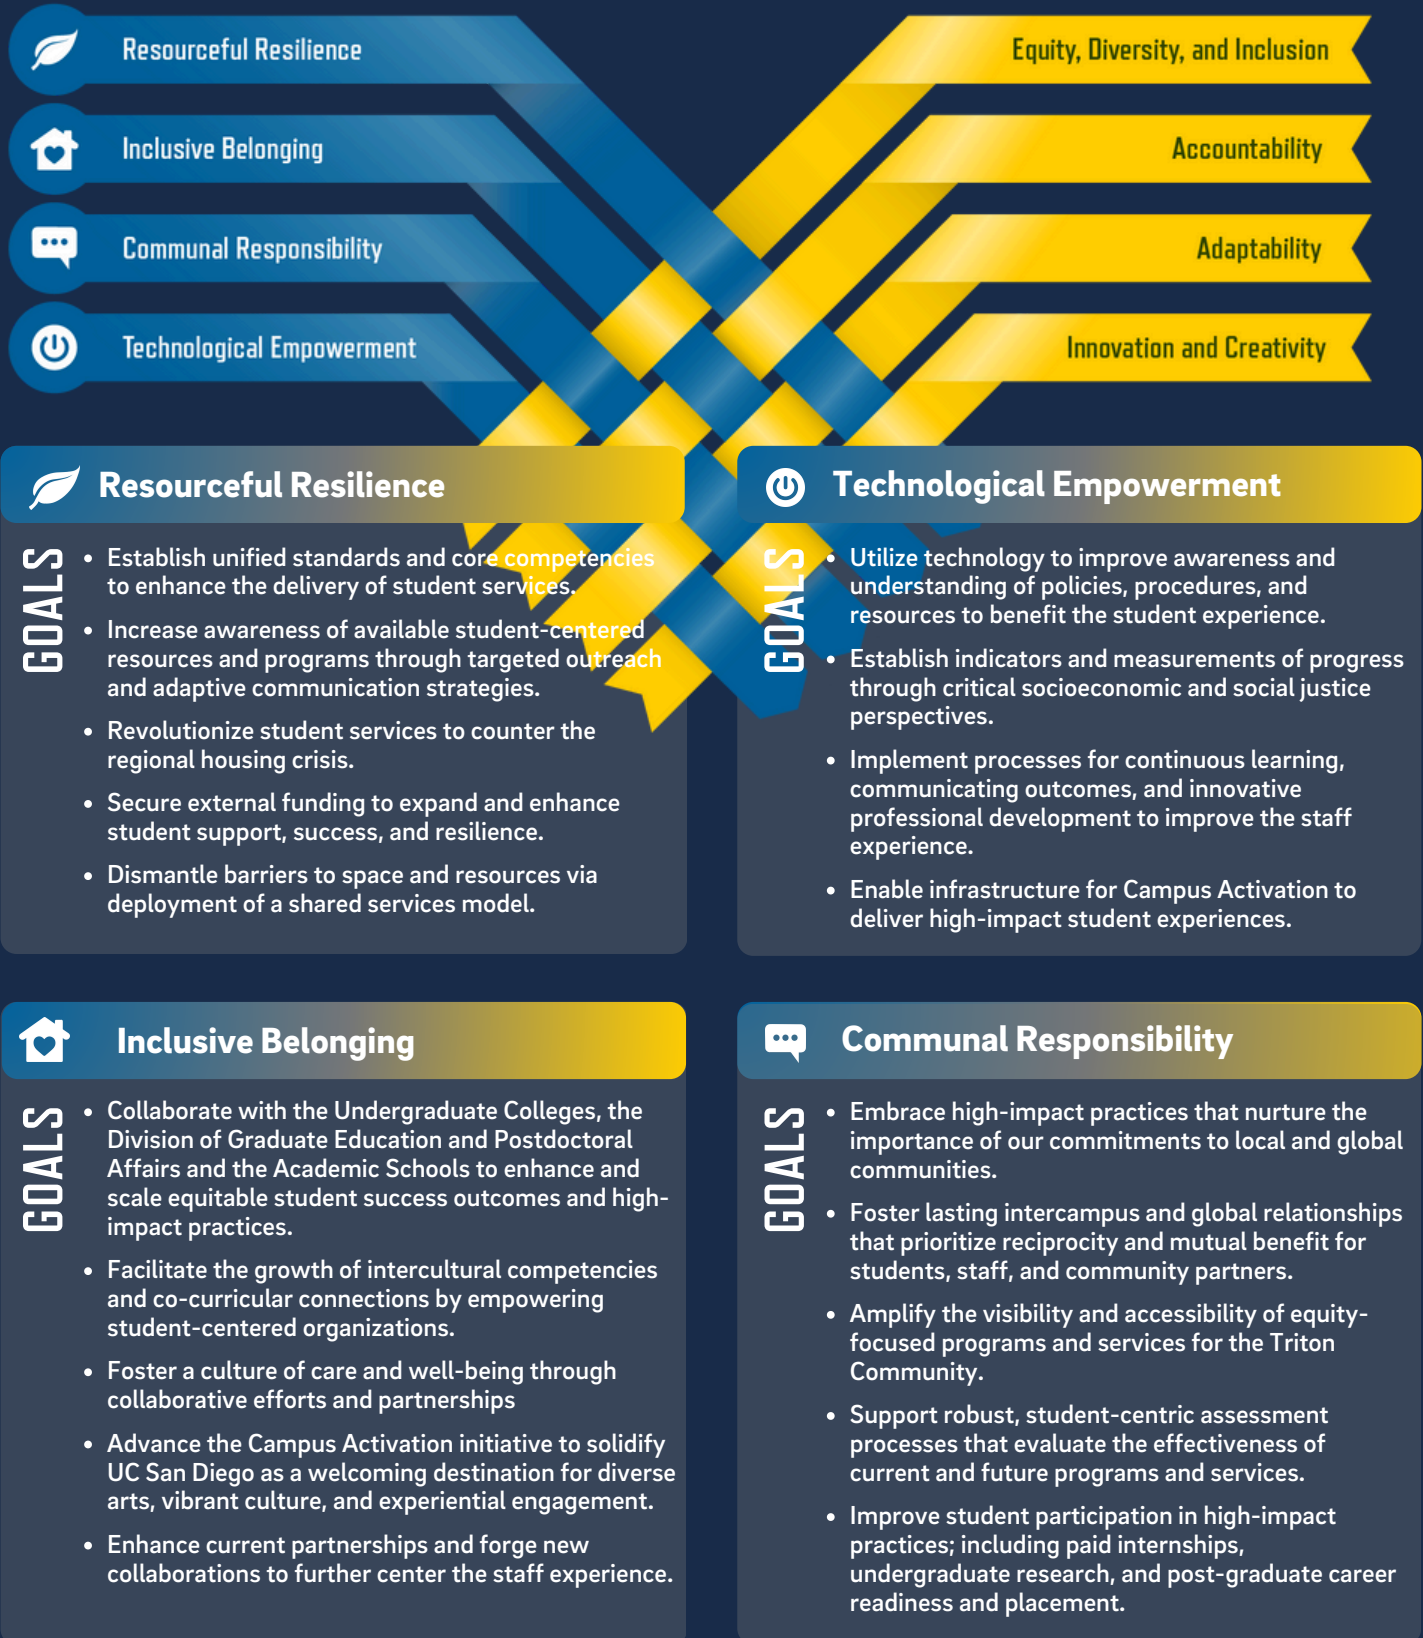 Resourceful Resilience
Inclusive Belonging
Communal Responsibility
Technological Empowerment
Equity, Diversity, and Inclusion
Accountability
Adaptability
Innovation and Creativity
Resourceful Resilience
GOALS
• Establish unified standards and core competencies
to enhance the delivery of student services.
• Increase awareness of available student-centered
resources and programs through targeted outreach
and adaptive communication strategies.
• Revolutionize student services to counter the
regional housing crisis.
• Secure external funding to expand and enhance
student support, success, and resilience.
• Dismantle barriers to space and resources via
deployment of a shared services model.
Technological Empowerment
GOALS
• Utilize technology to improve awareness and
understanding of policies, procedures, and
resources to benefit the student experience.
• Establish indicators and measurements of progress
through critical socioeconomic and social justice
perspectives.
• Implement processes for continuous learning,
communicating outcomes, and innovative
professional development to improve the staff
experience.
• Enable infrastructure for Campus Activation to
deliver high-impact student experiences.
Inclusive Belonging
GOALS
• Collaborate with the Undergraduate Colleges, the
Division of Graduate Education and Postdoctoral
Affairs and the Academic Schools to enhance and
scale equitable student success outcomes and high-
impact practices.
• Facilitate the growth of intercultural competencies
and co-curricular connections by empowering
student-centered organizations.
• Foster a culture of care and well-being through
collaborative efforts and partnerships
• Advance the Campus Activation initiative to solidify
UC San Diego as a welcoming destination for diverse
arts, vibrant culture, and experiential engagement.
• Enhance current partnerships and forge new
collaborations to further center the staff experience.
Communal Responsibility
GOALS
• Embrace high-impact practices that nurture the
importance of our commitments to local and global
communities.
• Foster lasting intercampus and global relationships
that prioritize reciprocity and mutual benefit for
students, staff, and community partners.
• Amplify the visibility and accessibility of equity-
focused programs and services for the Triton
Community.
• Support robust, student-centric assessment
processes that evaluate the effectiveness of
current and future programs and services.
• Improve student participation in high-impact
practices; including paid internships,
undergraduate research, and post-graduate career
readiness and placement.